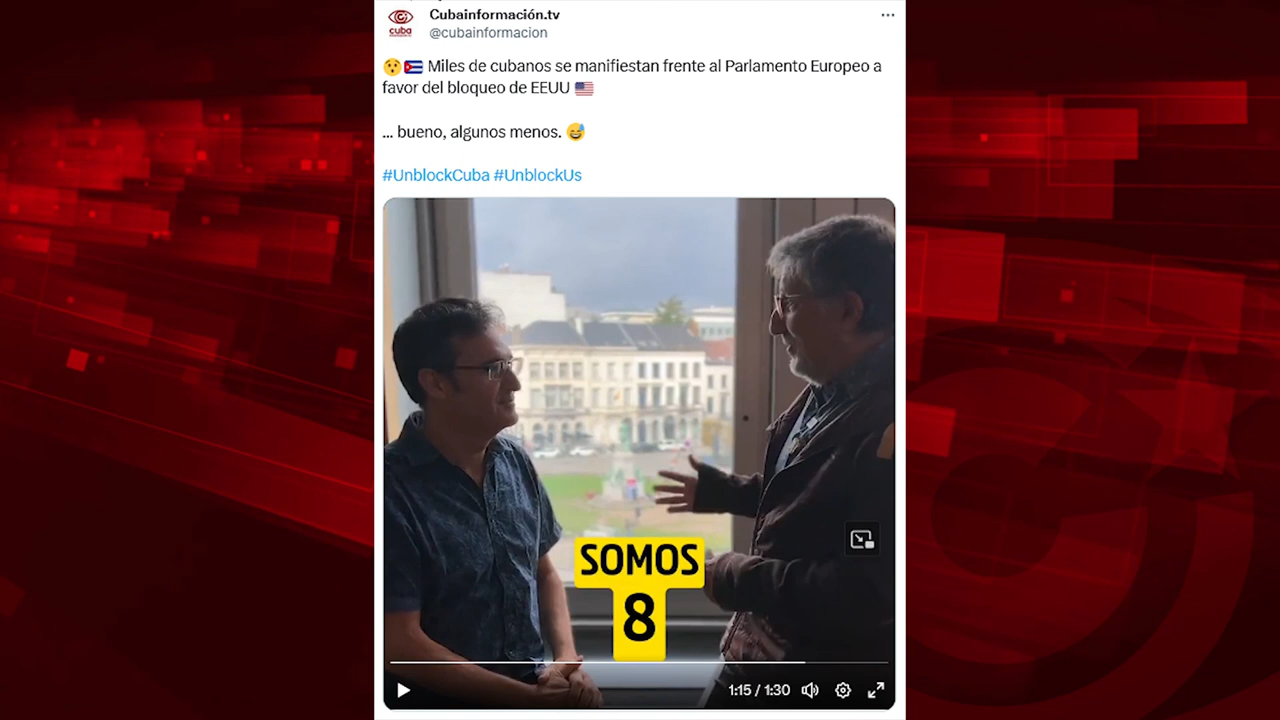 Cubainformación.tv
@cubainformacion
cuba
😯🇨🇺 Miles de cubanos se manifiestan frente al Parlamento Europeo a
favor del bloqueo de EEUU 🇺🇸
... bueno, algunos menos. 😅
#UnblockCuba #UnblockUs
SOMOS
8
1:15 / 1:30